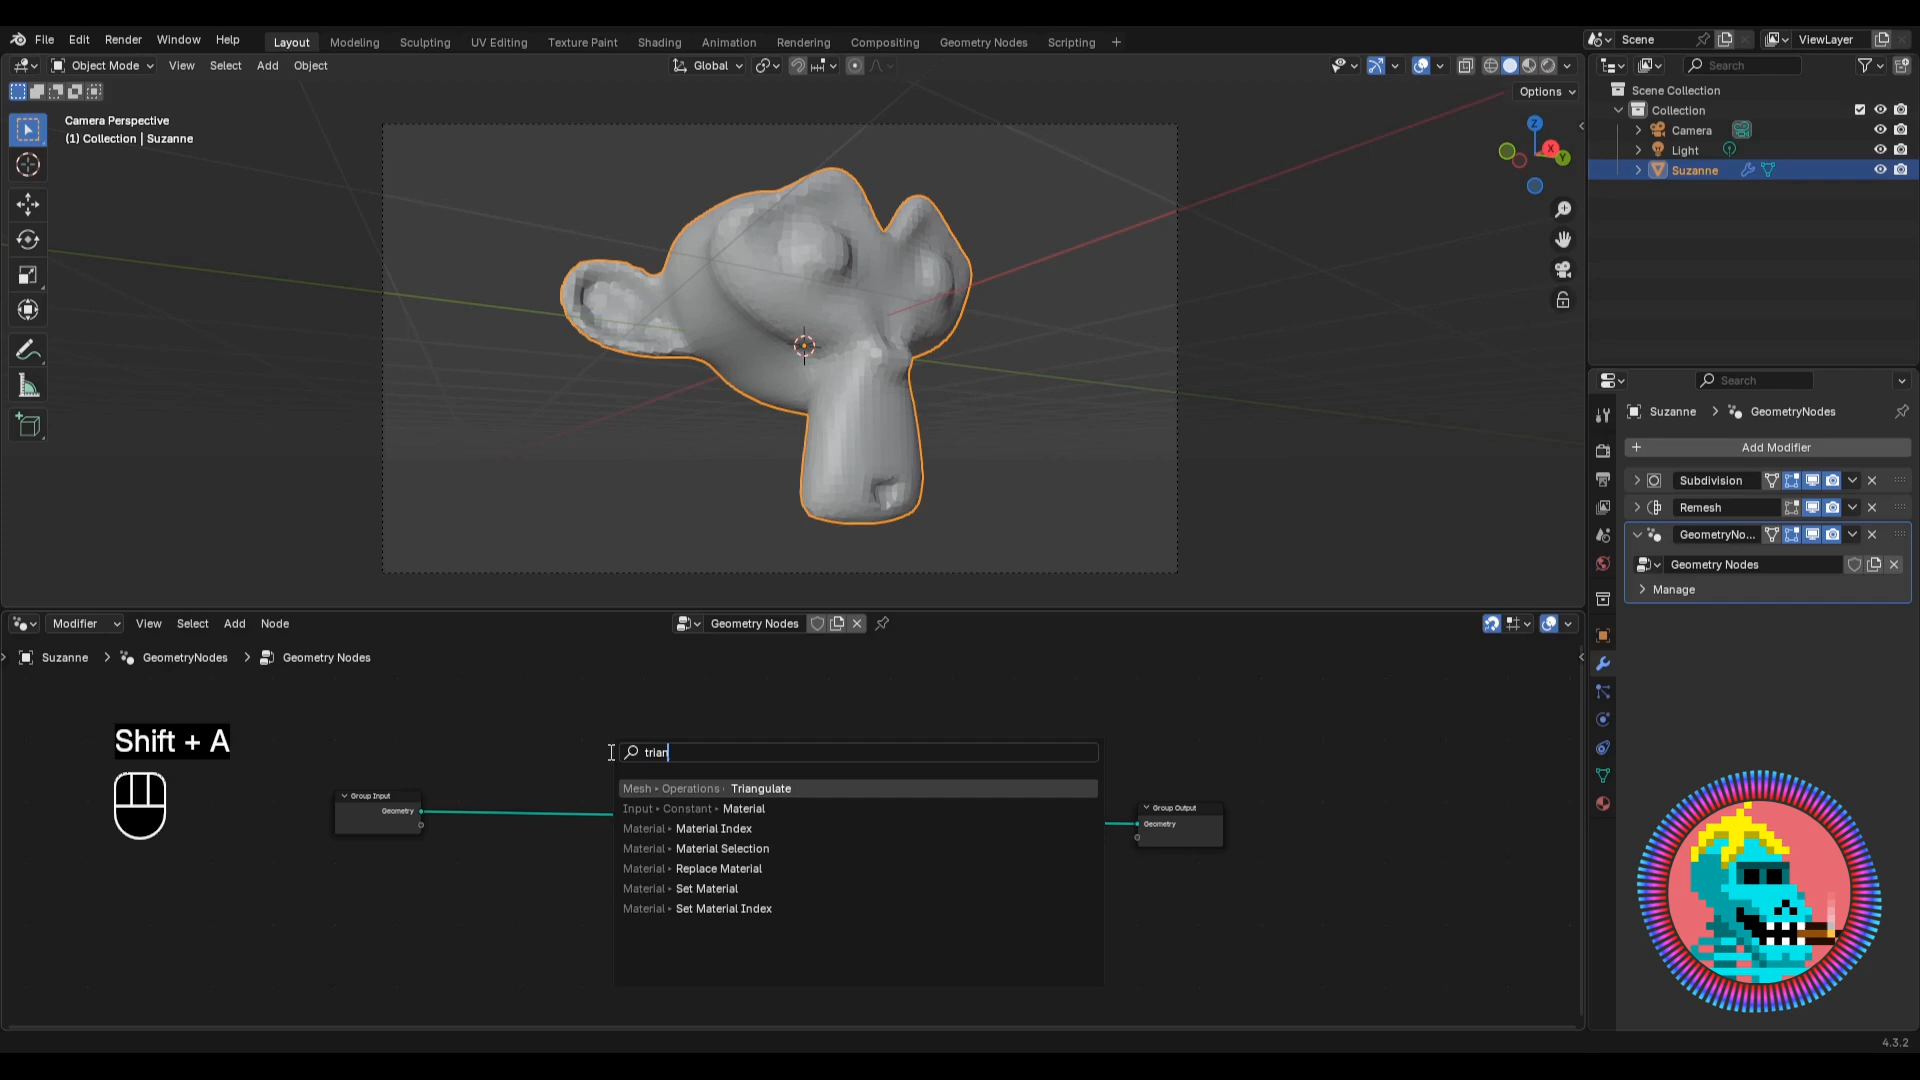 File Edit Render Window Help
Layout Modeling Sculpting UV Editing Texture Paint Shading Animation Rendering Compositing Geometry Nodes Scripting +
Scene
ViewLayer
Object Mode View Select Add Object
Global
Search
Options
Camera Perspective
(1) Collection | Suzanne
Z
X
Y
Scene Collection
Collection
Camera
Light
Suzanne
Search
Suzanne > GeometryNodes
+ Add Modifier
Subdivision
Remesh
GeometryNo...
Geometry Nodes
Manage
Modifier View Select Add Node
Geometry Nodes
Suzanne > GeometryNodes > Geometry Nodes
Shift + A
trian
Mesh ▸ Operations ▸ Triangulate
Input ▸ Constant ▸ Material
Material ▸ Material Index
Material ▸ Material Selection
Material ▸ Replace Material
Material ▸ Set Material
Material ▸ Set Material Index
Group Input
Geometry
Group Output
Geometry
4.3.2